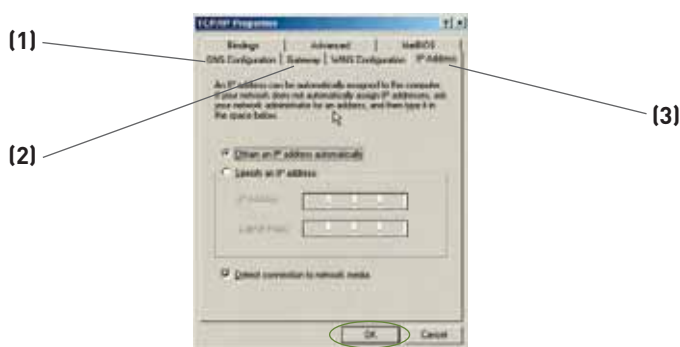 TCP/IP Properties
? ×
(1)
Bindings
Advanced
NetBIOS
DNS Configuration
Gateway
WINS Configuration
IP Address
An IP address can be automatically assigned to this computer.
If your network does not automatically assign IP addresses, ask
your network administrator for an address, and then type it in
the space below.
(3)
(2)
Obtain an IP address automatically
Specify an IP address:
IP Address:
Subnet Mask:
Detect connection to network media
OK
Cancel